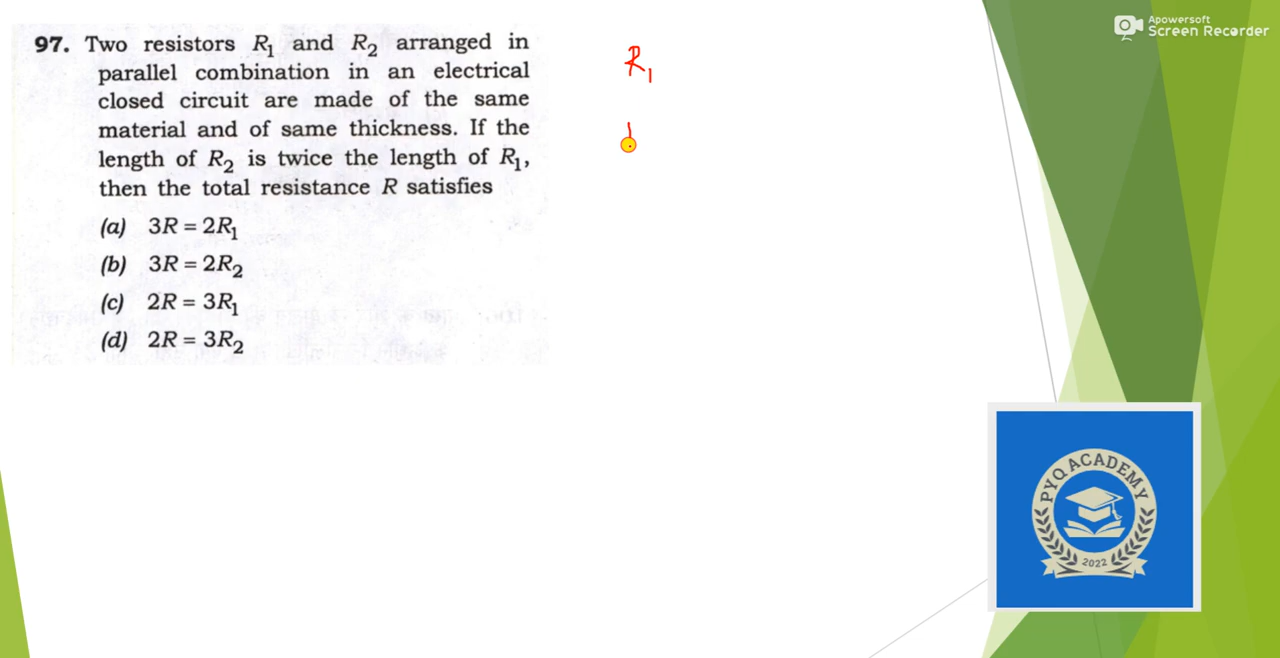 97. Two resistors R₁ and R₂ arranged in
parallel combination in an electrical
closed circuit are made of the same
material and of same thickness. If the
length of R₂ is twice the length of R₁,
then the total resistance R satisfies
(a) 3R = 2R₁
(b) 3R = 2R₂
(c) 2R = 3R₁
(d) 2R = 3R₂
R₁
Apowersoft
Screen Recorder
PYQ ACADEMY
2022